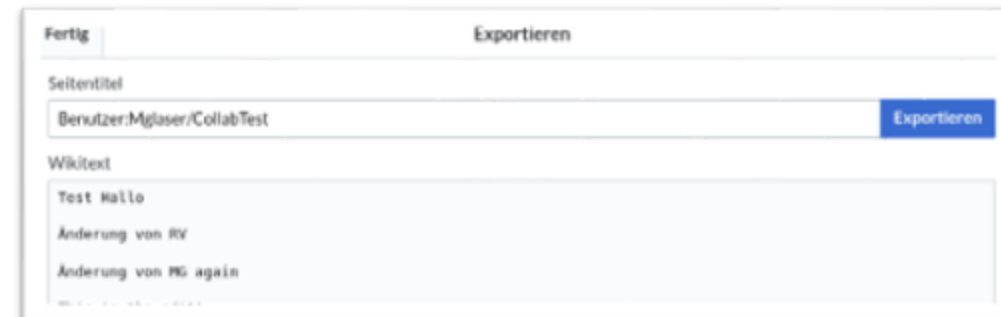 Fertig
Exportieren
Seitentitel
Benutzer:Mglaser/CollabTest
Exportieren
Wikitext
Test Hallo
Änderung von RV
Änderung von MG again